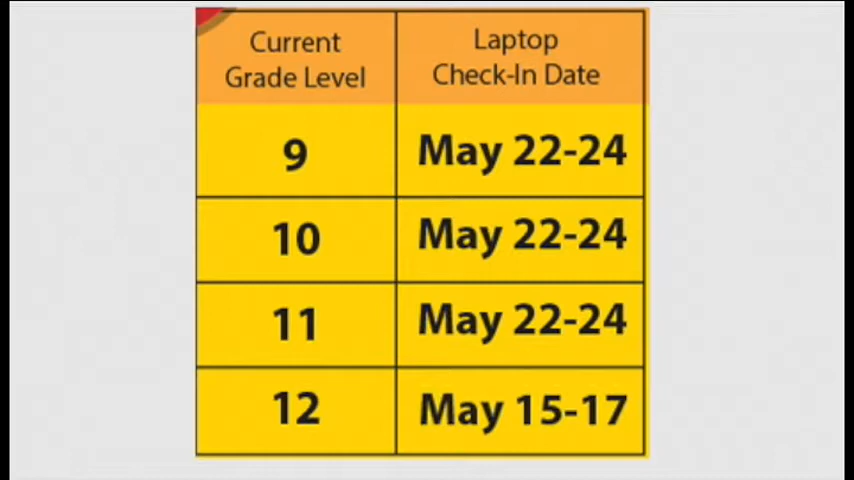 Current
Grade Level
Laptop
Check-In Date
9
May 22-24
10
May 22-24
11
May 22-24
12
May 15-17